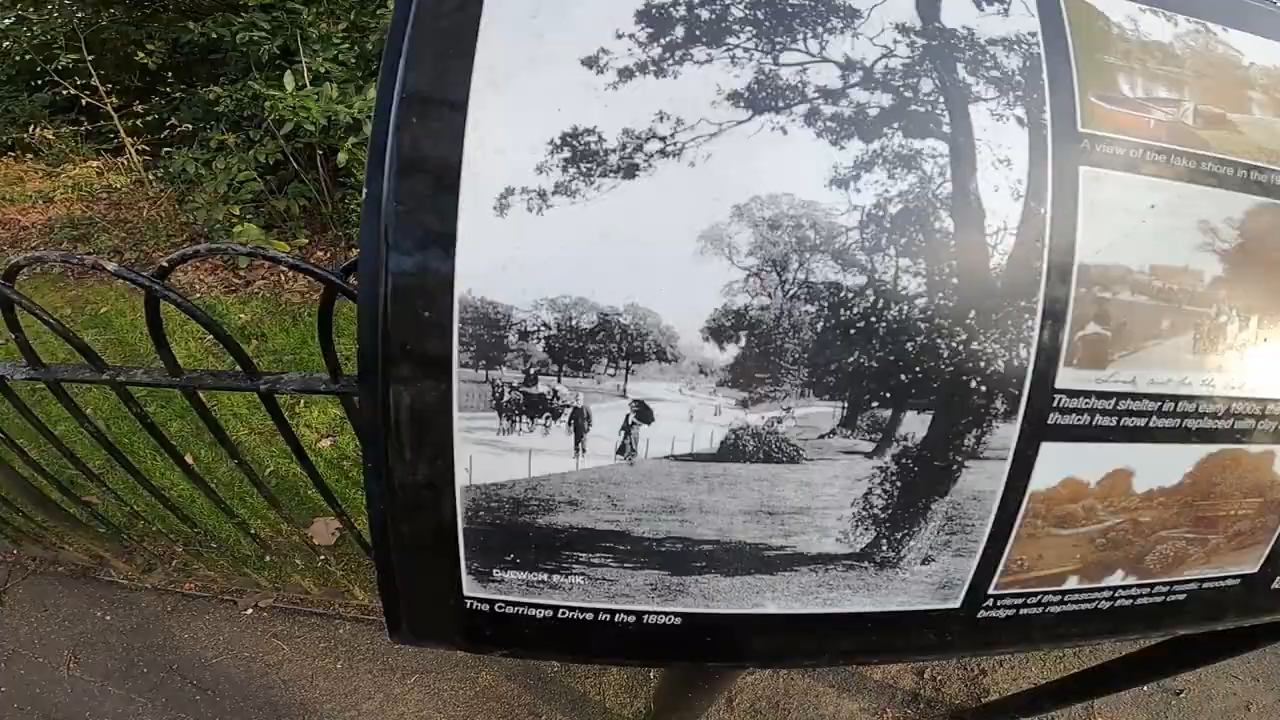 DULWICH PARK.
The Carriage Drive in the 1890s
A view of the lake shore in the 19
Thatched shelter in the early 1900s, the
thatch has now been replaced with clay
A view of the cascade before the rustic wooden
bridge was replaced by the stone one